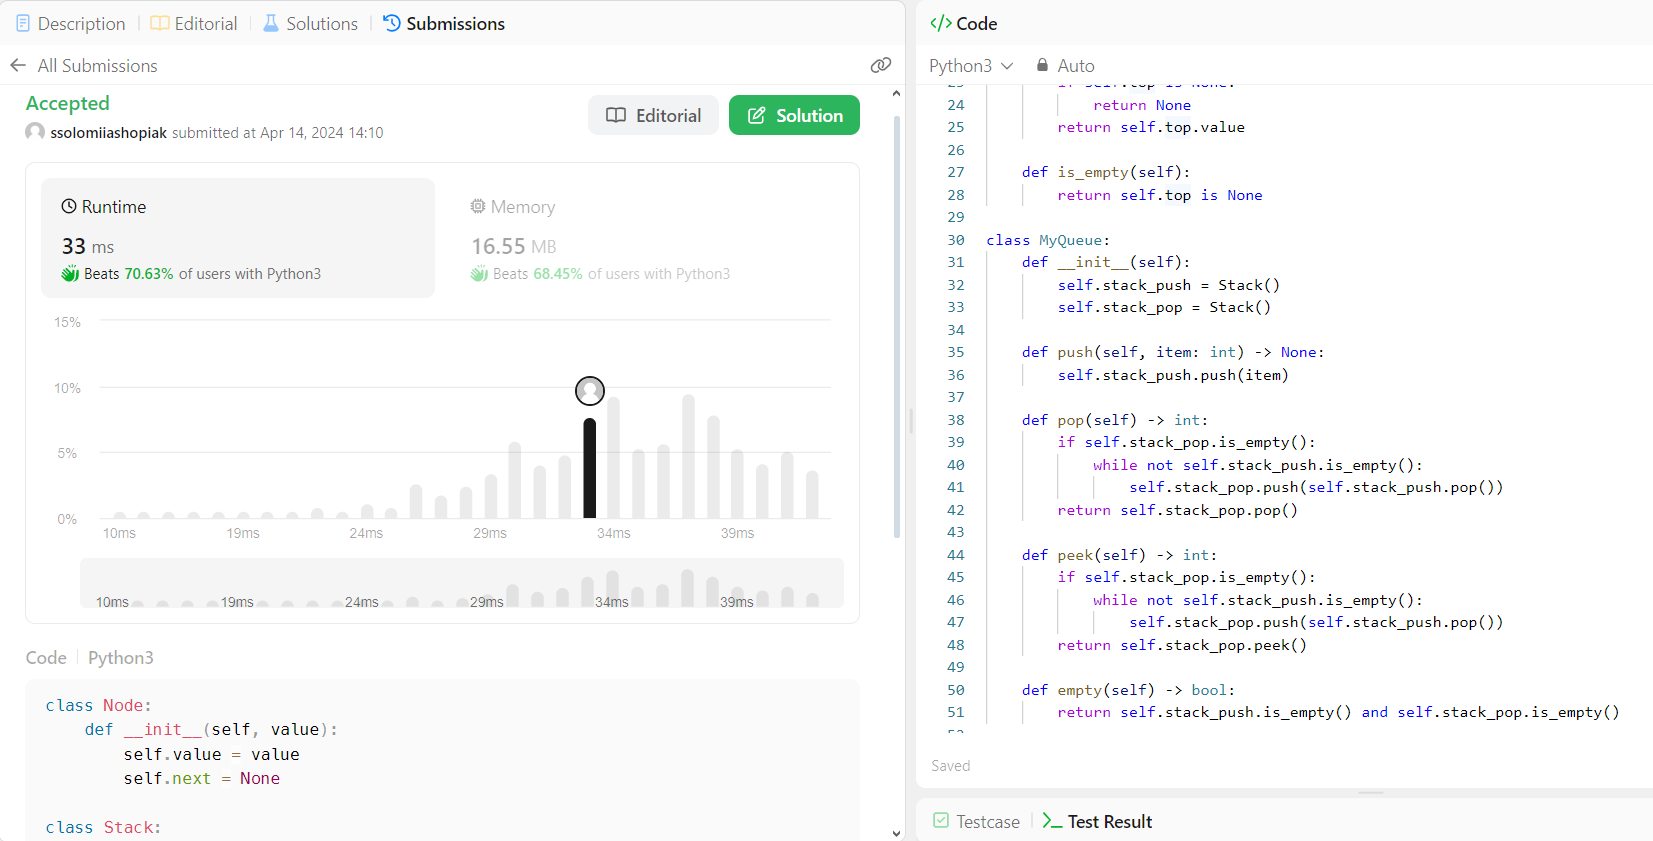 Description Editorial Solutions Submissions
All Submissions
Accepted
ssolomiiashopiak submitted at Apr 14, 2024 14:10
Editorial
Solution
Runtime
33 ms
Beats 70.63% of users with Python3
Memory
16.55 MB
Beats 68.45% of users with Python3
15%
10%
5%
0%
10ms 19ms 24ms 29ms 34ms 39ms
10ms 19ms 24ms 29ms 34ms 39ms
Code Python3
class Node:
    def __init__(self, value):
        self.value = value
        self.next = None
class Stack:
</> Code
Python3 Auto
23 if self.top is None:
24 return None
25 return self.top.value
26
27 def is_empty(self):
28 return self.top is None
29
30 class MyQueue:
31 def __init__(self):
32 self.stack_push = Stack()
33 self.stack_pop = Stack()
34
35 def push(self, item: int) -> None:
36 self.stack_push.push(item)
37
38 def pop(self) -> int:
39 if self.stack_pop.is_empty():
40 while not self.stack_push.is_empty():
41 self.stack_pop.push(self.stack_push.pop())
42 return self.stack_pop.pop()
43
44 def peek(self) -> int:
45 if self.stack_pop.is_empty():
46 while not self.stack_push.is_empty():
47 self.stack_pop.push(self.stack_push.pop())
48 return self.stack_pop.peek()
49
50 def empty(self) -> bool:
51 return self.stack_push.is_empty() and self.stack_pop.is_empty()
52
Saved
Testcase Test Result